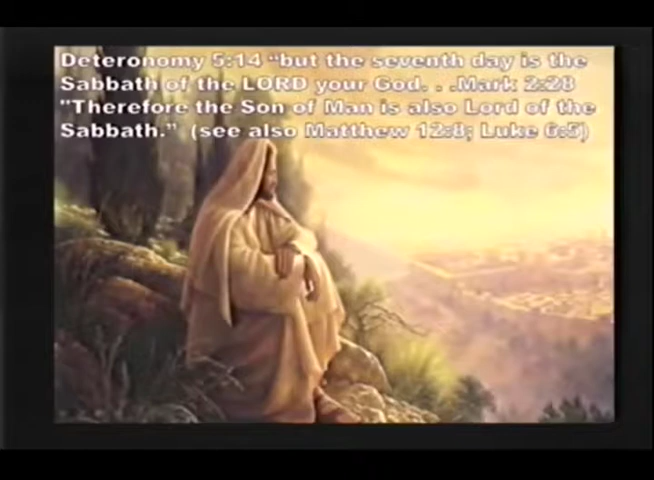 Deteronomy 5:14 “but the seventh day is the
Sabbath of the LORD your God. . .Mark 2:28
"Therefore the Son of Man is also Lord of the
Sabbath.” (see also Matthew 12:8; Luke 6:5)